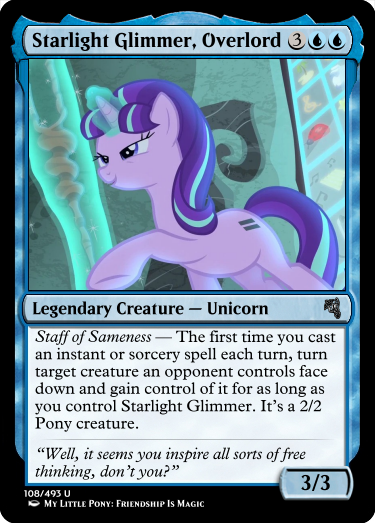 Starlight Glimmer, Overlord 3
Legendary Creature — Unicorn
Staff of Sameness — The first time you cast
an instant or sorcery spell each turn, turn
target creature an opponent controls face
down and gain control of it for as long as
you control Starlight Glimmer. It's a 2/2
Pony creature.
“Well, it seems you inspire all sorts of free
thinking, don't you?”
3/3
108/493 U
My Little Pony: Friendship Is Magic